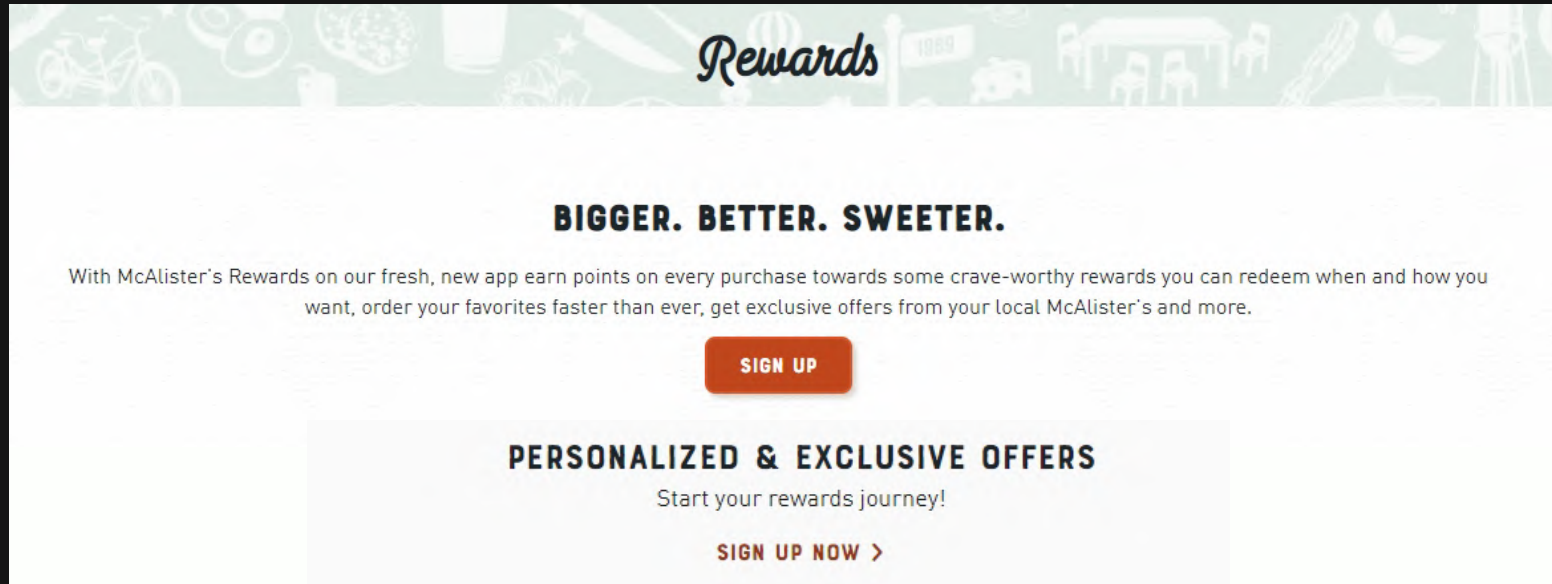 Rewards
1989
BIGGER. BETTER. SWEETER.
With McAlister's Rewards on our fresh, new app earn points on every purchase towards some crave-worthy rewards you can redeem when and how you
want, order your favorites faster than ever, get exclusive offers from your local McAlister's and more.
SIGN UP
PERSONALIZED & EXCLUSIVE OFFERS
Start your rewards journey!
SIGN UP NOW >